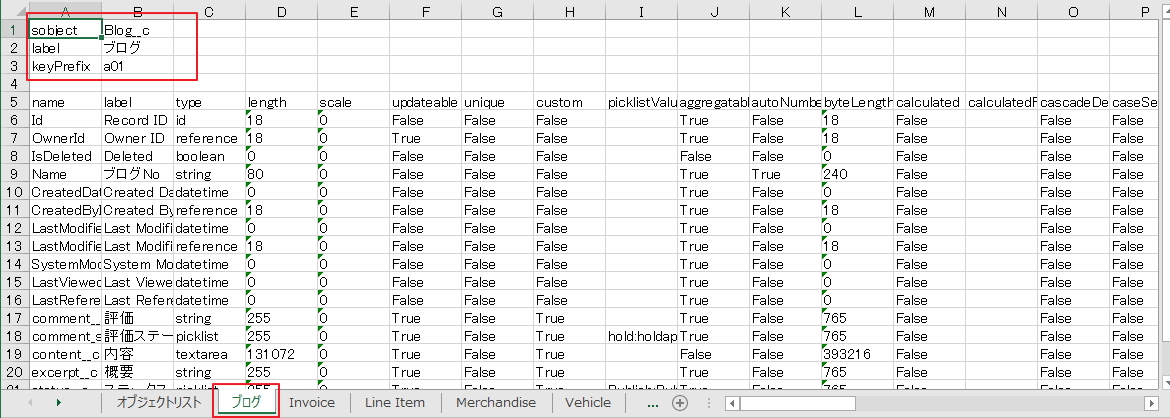 A B C D E F G H I J K L M N O P
1 sobject Blog__c
2 label ブログ
3 keyPrefix a01
4
5 name label type length scale updateable unique custom picklistValu aggregatabl autoNumbe byteLength calculated calculatedF cascadeDe caseSe
6 Id Record ID id 18 0 False False False True False 18 False False False
7 OwnerId Owner ID reference 18 0 True False False True False 18 False False False
8 IsDeleted Deleted boolean 0 0 False False False False False 0 False False False
9 Name ブログNo string 80 0 False False False True True 240 False False False
10 CreatedDat Created Da datetime 0 0 False False False True False 0 False False False
11 CreatedByI Created By reference 18 0 False False False True False 18 False False False
12 LastModifie Last Modifi datetime 0 0 False False False True False 0 False False False
13 LastModifie Last Modifi reference 18 0 False False False True False 18 False False False
14 SystemMod System Mo datetime 0 0 False False False True False 0 False False False
15 LastViewed Last Viewe datetime 0 0 False False False True False 0 False False False
16 LastRefere Last Refer datetime 0 0 False False False True False 0 False False False
17 comment__ 評価 string 255 0 True False True True False 765 False False False
18 comment_s 評価ステー picklist 255 0 True False True hold:holdap True False 765 False False False
19 content__c 内容 textarea 131072 0 True False True False False 393216 False False False
20 excerpt__c 概要 string 255 0 True False True True False 765 False False False
オブジェクトリスト ブログ Invoice Line Item Merchandise Vehicle ...